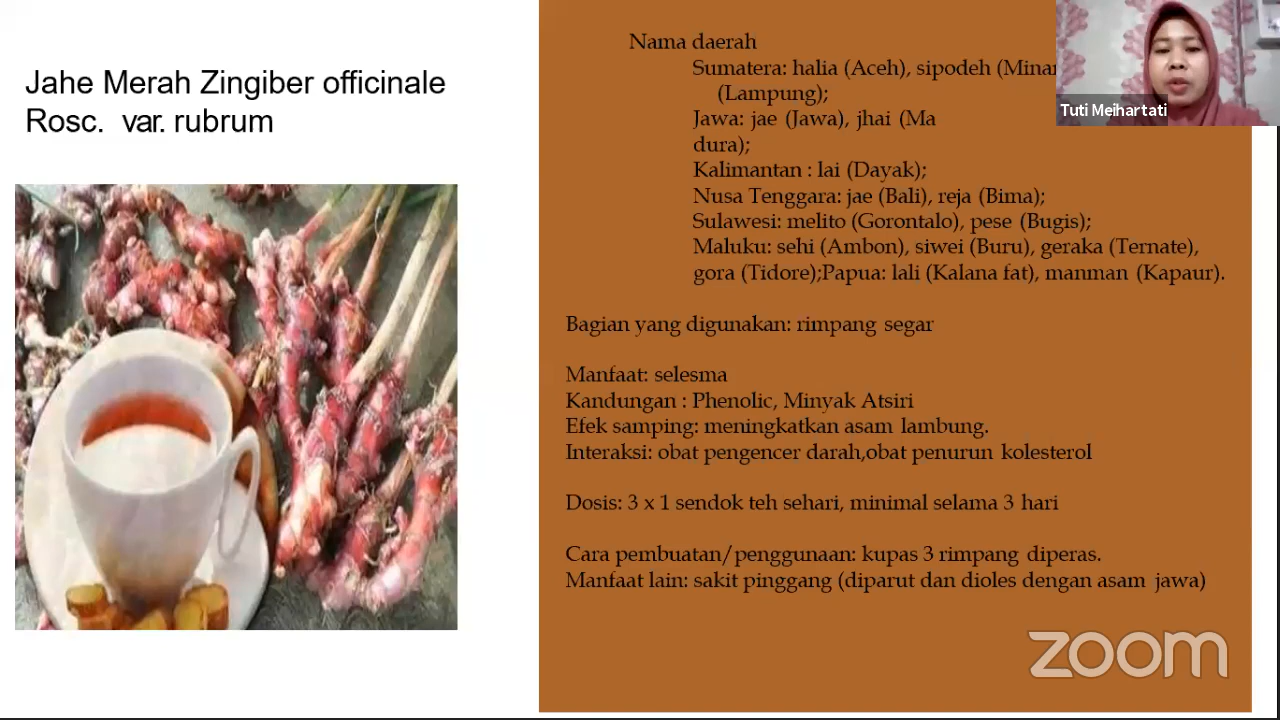 Jahe Merah Zingiber officinale
Rosc. var. rubrum
Nama daerah
Sumatera: halia (Aceh), sipodeh
(Lampung);
Jawa: jae (Jawa), jhai (Ma
dura);
Kalimantan : lai (Dayak);
Nusa Tenggara: jae (Bali), reja (Bima);
Sulawesi: melito (Gorontalo), pese (Bugis);
Maluku: sehi (Ambon), siwei (Buru), geraka (Ternate),
gora (Tidore);Papua: lali (Kalana fat), manman (Kapaur).
Bagian yang digunakan: rimpang segar
Manfaat: selesma
Kandungan : Phenolic, Minyak Atsiri
Efek samping: meningkatkan asam lambung.
Interaksi: obat pengencer darah,obat penurun kolesterol
Dosis: 3 x 1 sendok teh sehari, minimal selama 3 hari
Cara pembuatan/penggunaan: kupas 3 rimpang diperas.
Manfaat lain: sakit pinggang (diparut dan dioles dengan asam jawa)
Tuti Meihartati
zoom